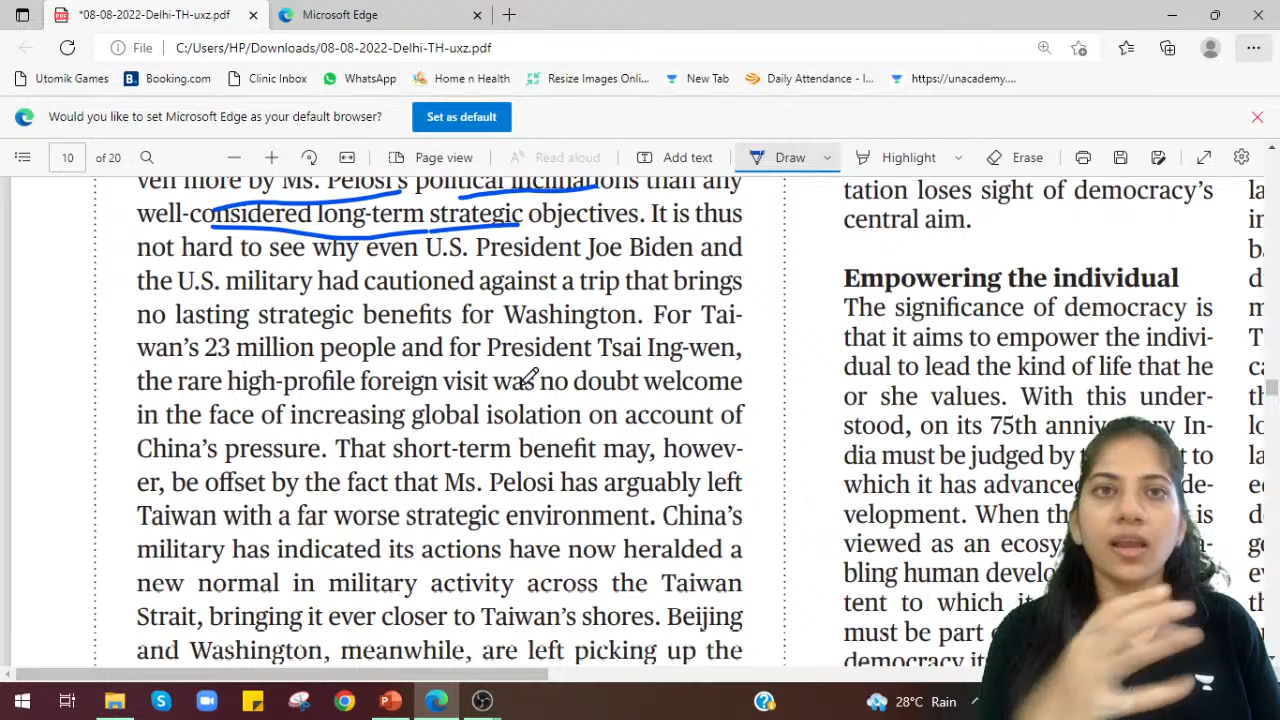 *08-08-2022-Delhi-TH-uxz.pdf
Microsoft Edge
File
C:/Users/HP/Downloads/08-08-2022-Delhi-TH-uxz.pdf
Utomik Games
Booking.com
Clinic Inbox
WhatsApp
Home n Health
Resize Images Onli...
New Tab
Daily Attendance - I...
https://unacademy....
Would you like to set Microsoft Edge as your default browser?
Set as default
10 of 20
Page view
Read aloud
Add text
Draw
Highlight
Erase
ven more by Ms. Pelosi's political inclinations than any
well-considered long-term strategic objectives. It is thus
not hard to see why even U.S. President Joe Biden and
the U.S. military had cautioned against a trip that brings
no lasting strategic benefits for Washington. For Tai-
wan's 23 million people and for President Tsai Ing-wen,
the rare high-profile foreign visit was no doubt welcome
in the face of increasing global isolation on account of
China's pressure. That short-term benefit may, howev-
er, be offset by the fact that Ms. Pelosi has arguably left
Taiwan with a far worse strategic environment. China's
military has indicated its actions have now heralded a
new normal in military activity across the Taiwan
Strait, bringing it ever closer to Taiwan's shores. Beijing
and Washington, meanwhile, are left picking up the
tation loses sight of democracy's
central aim.
Empowering the individual
The significance of democracy is
that it aims to empower the indivi-
dual to lead the kind of life that he
or she values. With this under-
stood, on its 75th anniversary In-
dia must be judged by
which it has advanced
velopment. When
viewed as an
bling human
tent to which
must be part
democracy
28°C Rain